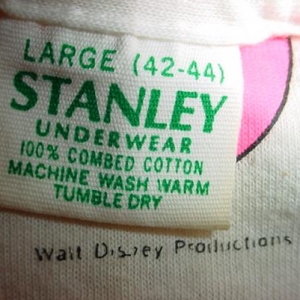 LARGE (42-44)
STANLEY
UNDERWEAR
100% COMBED COTTON
MACHINE WASH WARM
TUMBLE DRY
Walt Disney Productions